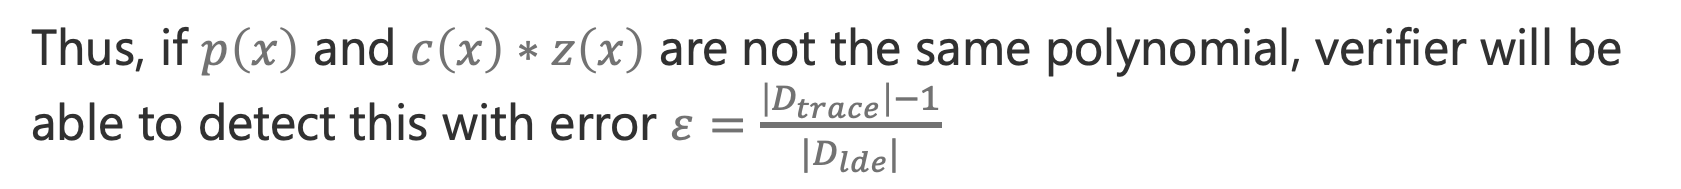 Thus, if p(x) and c(x) * z(x) are not the same polynomial, verifier will be
able to detect this with error ε = |D_trace|−1 / |D_lde|